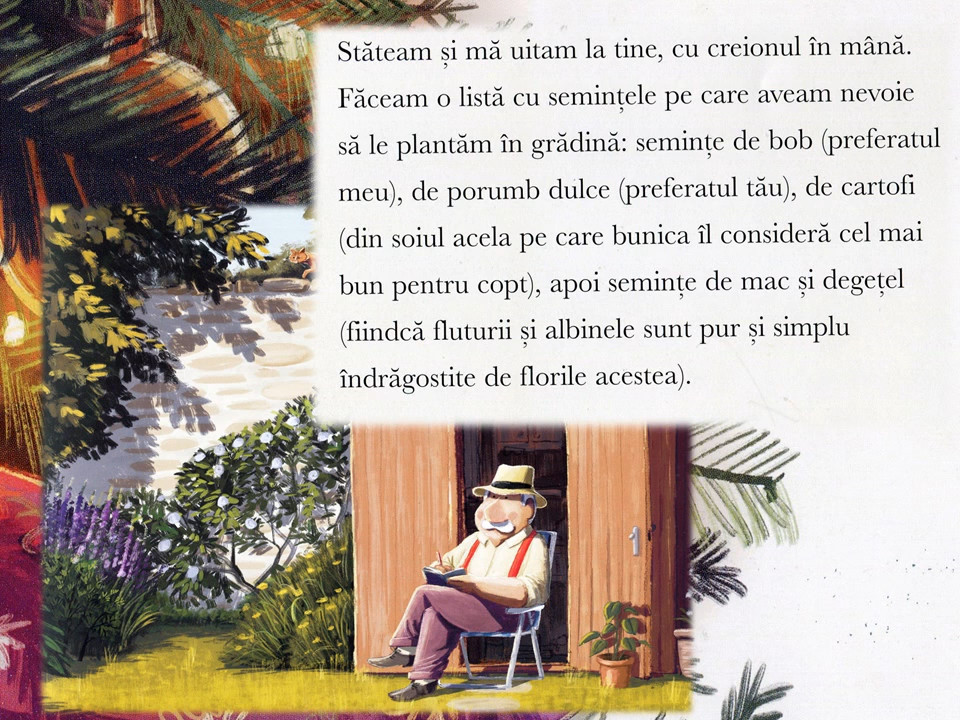 Stăteam și mă uitam la tine, cu creionul în mână.
Făceam o listă cu semințele pe care aveam nevoie
să le plantăm în grădină: semințe de bob (preferatul
meu), de porumb dulce (preferatul tău), de cartofi
(din soiul acela pe care bunica îl consideră cel mai
bun pentru copt), apoi semințe de mac și degețel
(fiindcă fluturii și albinele sunt pur și simplu
îndrăgostite de florile acestea).